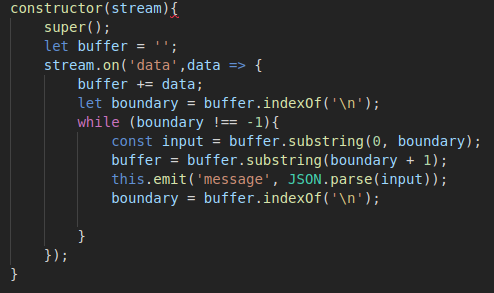 constructor(stream){
    super();
    let buffer = '';
    stream.on('data',data => {
        buffer += data;
        let boundary = buffer.indexOf('\n');
        while (boundary !== -1){
            const input = buffer.substring(0, boundary);
            buffer = buffer.substring(boundary + 1);
            this.emit('message', JSON.parse(input));
            boundary = buffer.indexOf('\n');
        }
    });
}